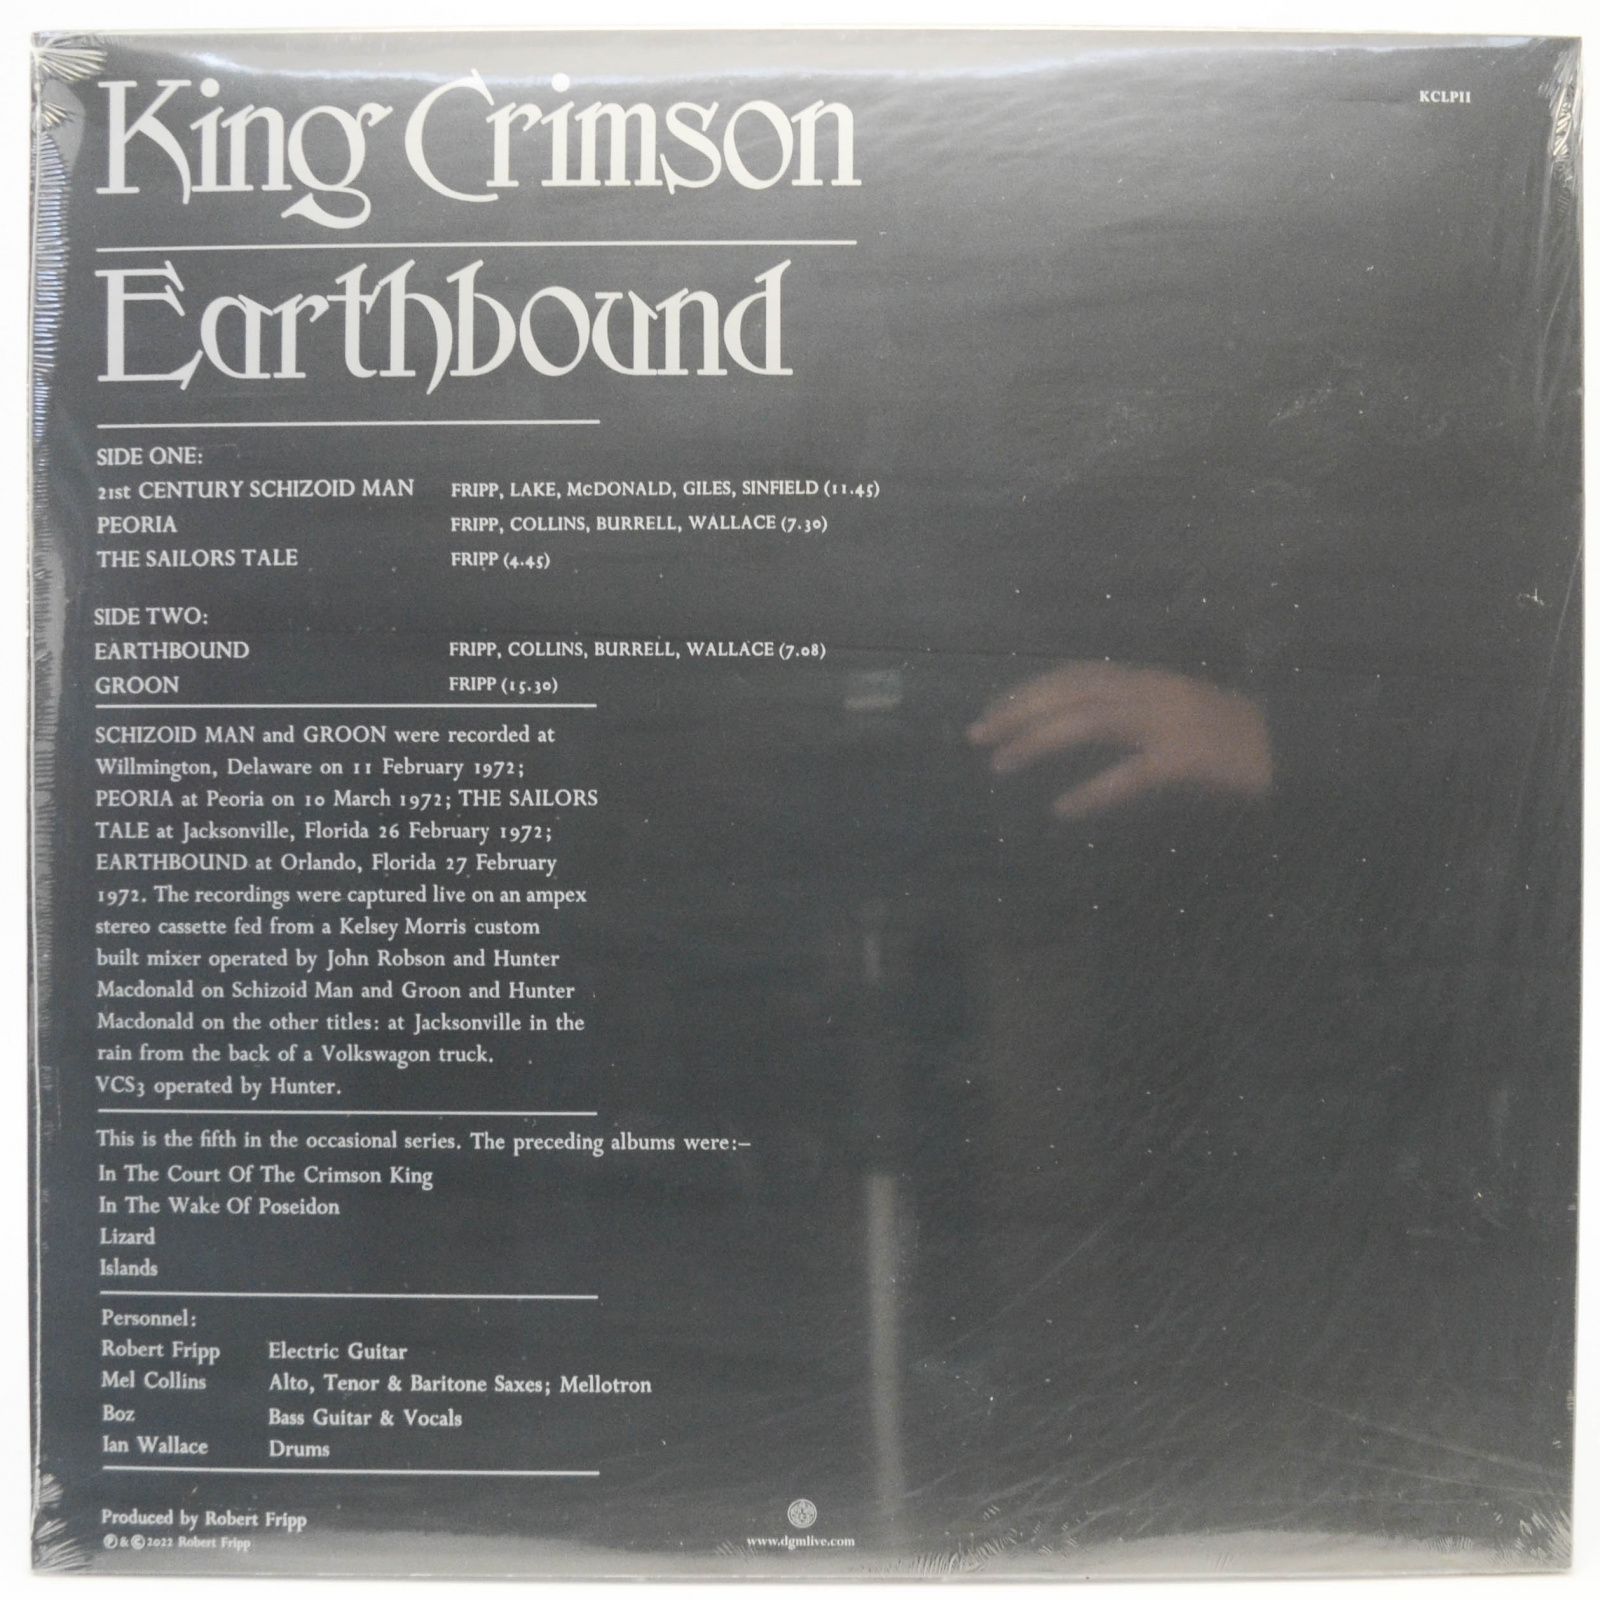 King Crimson
KCLP11
Earthbound
SIDE ONE:
21st CENTURY SCHIZOID MAN FRIPP, LAKE, McDONALD, GILES, SINFIELD (11.45)
PEORIA FRIPP, COLLINS, BURRELL, WALLACE (7.30)
THE SAILORS TALE FRIPP (4.45)
SIDE TWO:
EARTHBOUND FRIPP, COLLINS, BURRELL, WALLACE (7.08)
GROON FRIPP (15.30)
SCHIZOID MAN and GROON were recorded at
Willmington, Delaware on 11 February 1972;
PEORIA at Peoria on 10 March 1972; THE SAILORS
TALE at Jacksonville, Florida 26 February 1972;
EARTHBOUND at Orlando, Florida 27 February
1972. The recordings were captured live on an ampex
stereo cassette fed from a Kelsey Morris custom
built mixer operated by John Robson and Hunter
Macdonald on Schizoid Man and Groon and Hunter
Macdonald on the other titles: at Jacksonville in the
rain from the back of a Volkswagon truck.
VCS3 operated by Hunter.
This is the fifth in the occasional series. The preceding albums were:–
In The Court Of The Crimson King
In The Wake Of Poseidon
Lizard
Islands
Personnel:
Robert Fripp Electric Guitar
Mel Collins Alto, Tenor & Baritone Saxes; Mellotron
Boz Bass Guitar & Vocals
Ian Wallace Drums
Produced by Robert Fripp
℗ & © 2022 Robert Fripp
www.dgmlive.com